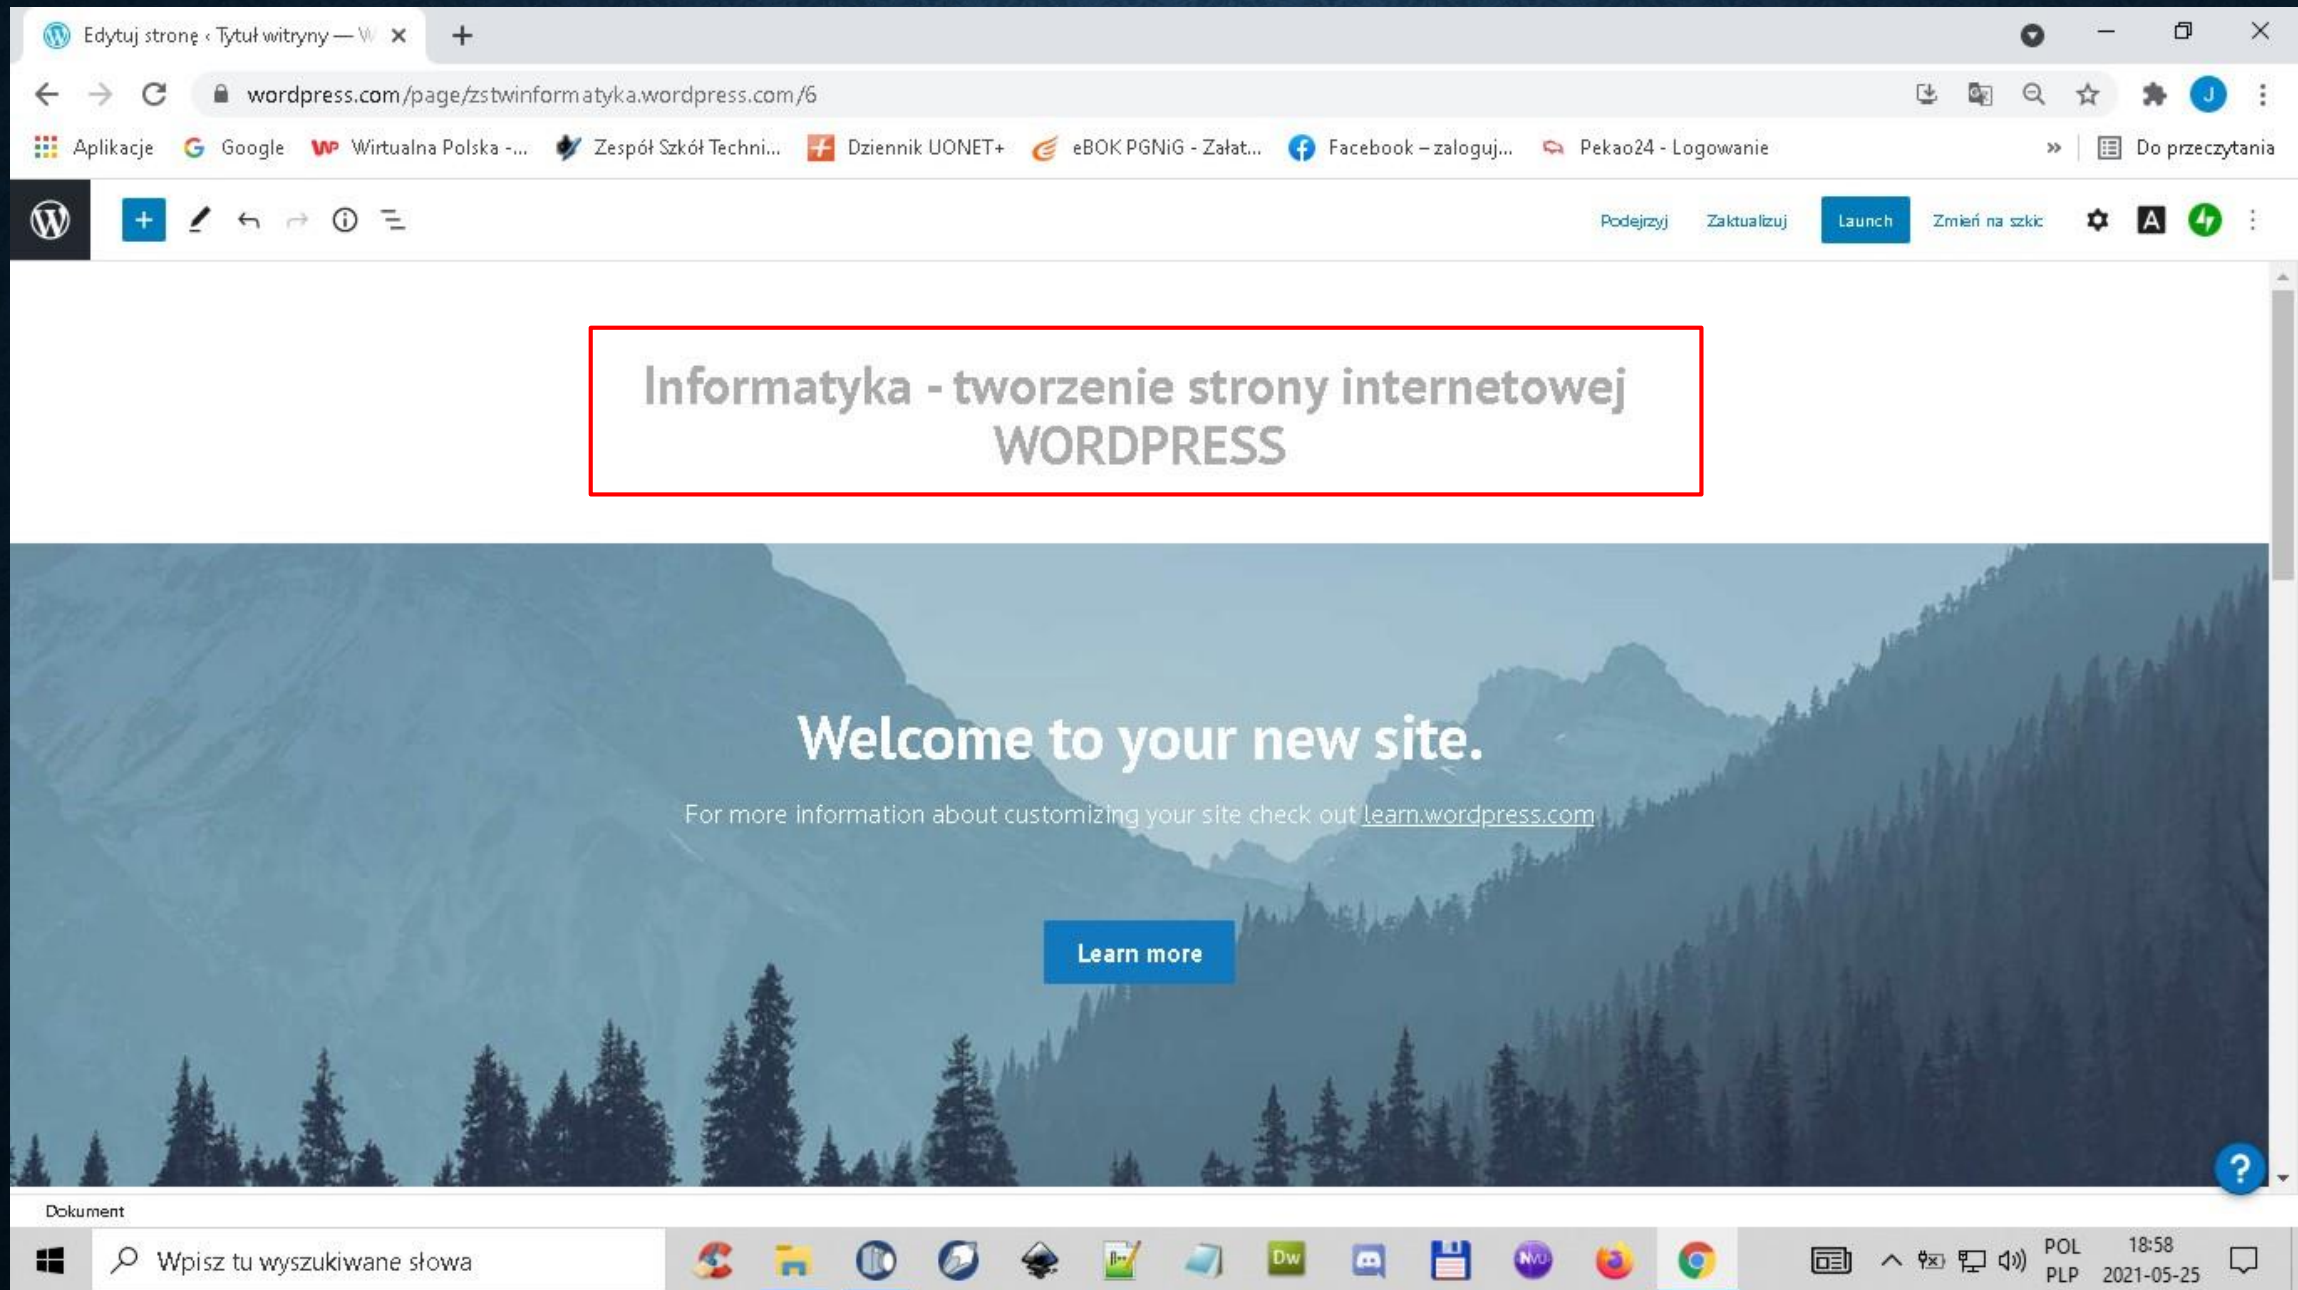 Edytuj stronę ‹ Tytuł witryny — W
wordpress.com/page/zstwinformatyka.wordpress.com/6
Aplikacje Google Wirtualna Polska -... Zespół Szkół Techni... Dziennik UONET+ eBOK PGNiG - Załat... Facebook – zaloguj... Pekao24 - Logowanie » Do przeczytania
Podejrzyj Zaktualizuj Launch Zmień na szkic A
Informatyka - tworzenie strony internetowej
WORDPRESS
Welcome to your new site.
For more information about customizing your site check out learn.wordpress.com
Learn more
?
Dokument
Wpisz tu wyszukiwane słowa Dw NVU POL 18:58
PLP 2021-05-25